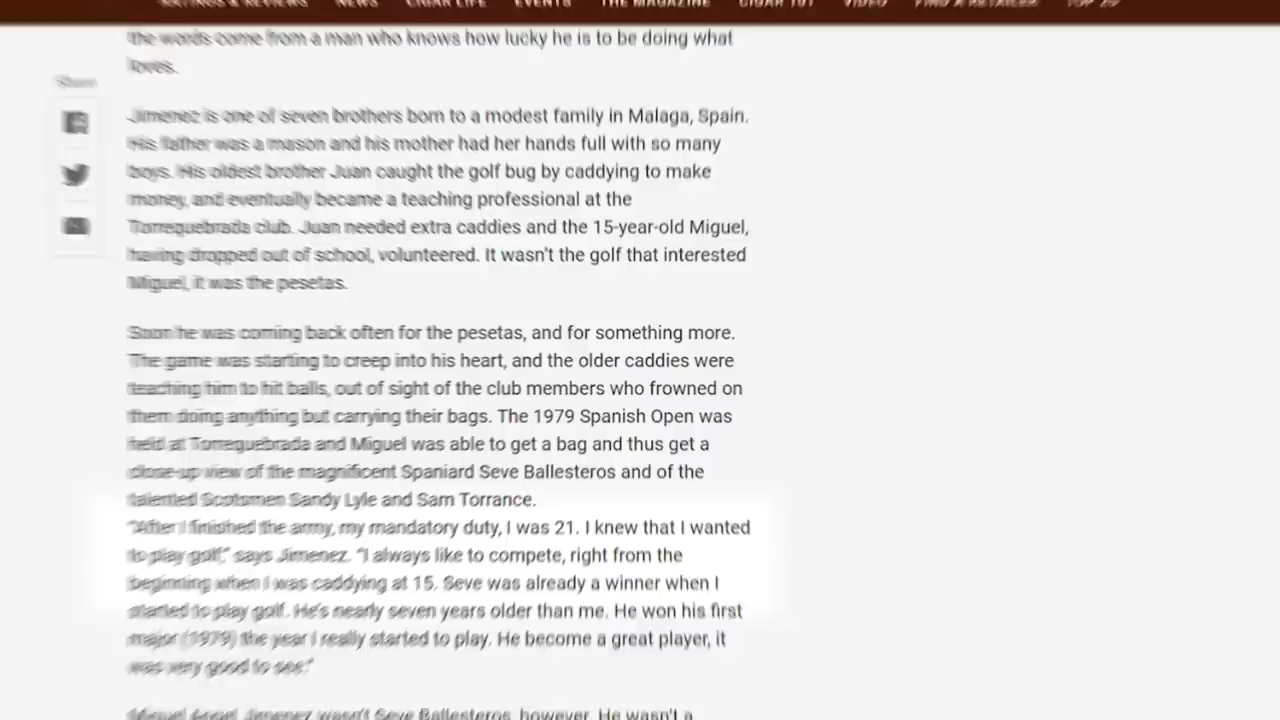 RATINGS & REVIEWS NEWS CIGAR LIFE EVENTS THE MAGAZINE CIGAR 101 VIDEO FIND A RETAILER TOP 25
the words come from a man who knows how lucky he is to be doing what
loves.
Share
Jimenez is one of seven brothers born to a modest family in Malaga, Spain.
His father was a mason and his mother had her hands full with so many
boys. His oldest brother Juan caught the golf bug by caddying to make
money, and eventually became a teaching professional at the
Torrequebrada club. Juan needed extra caddies and the 15-year-old Miguel,
having dropped out of school, volunteered. It wasn't the golf that interested
Miguel, it was the pesetas.
Soon he was coming back often for the pesetas, and for something more.
The game was starting to creep into his heart, and the older caddies were
teaching him to hit balls, out of sight of the club members who frowned on
them doing anything but carrying their bags. The 1979 Spanish Open was
held at Torrequebrada and Miguel was able to get a bag and thus get a
close-up view of the magnificent Spaniard Seve Ballesteros and of the
talented Scotsmen Sandy Lyle and Sam Torrance.
"After I finished the army, my mandatory duty, I was 21. I knew that I wanted
to play golf," says Jimenez. "I always like to compete, right from the
beginning when I was caddying at 15. Seve was already a winner when I
started to play golf. He's nearly seven years older than me. He won his first
major (1979) the year I really started to play. He become a great player, it
was very good to see."
Miguel Angel Jimenez wasn't Seve Ballesteros, however. He wasn't a